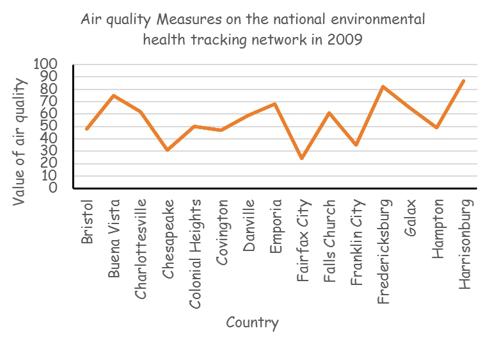 Air quality Measures on the national environmental
health tracking network in 2009
Value of air quality
100
90
80
70
60
50
40
30
20
10
0
Bristol
Buena Vista
Charlottesville
Chesapeake
Colonial Heights
Covington
Danville
Emporia
Fairfax City
Falls Church
Franklin City
Fredericksburg
Galax
Hampton
Harrisonburg
Country